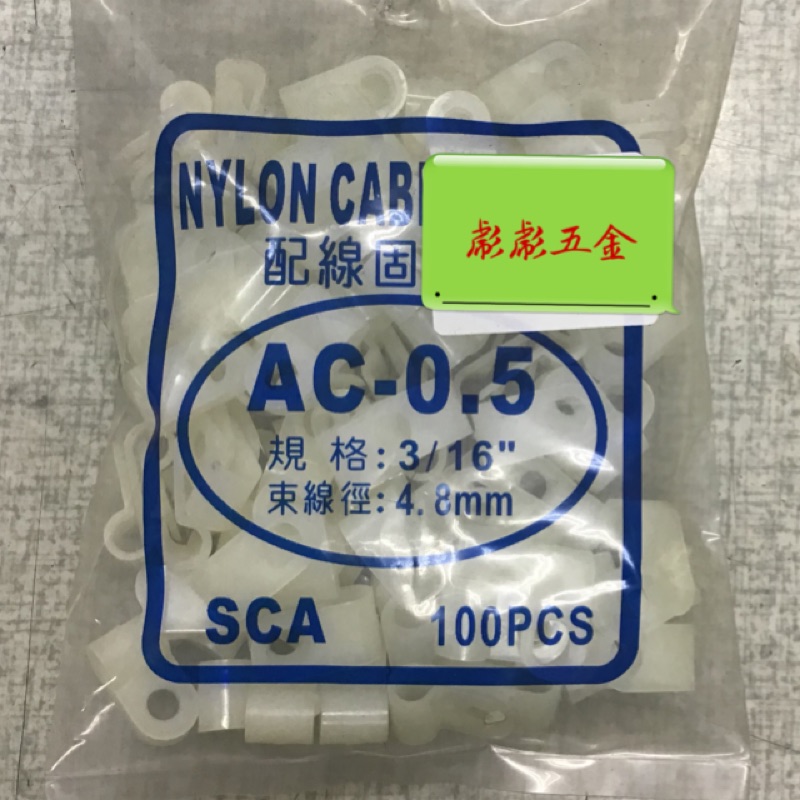 NYLON CAB
彪彪五金
配線固
AC-0.5
規 格: 3/16"
束線徑: 4.8mm
SCA 100PCS